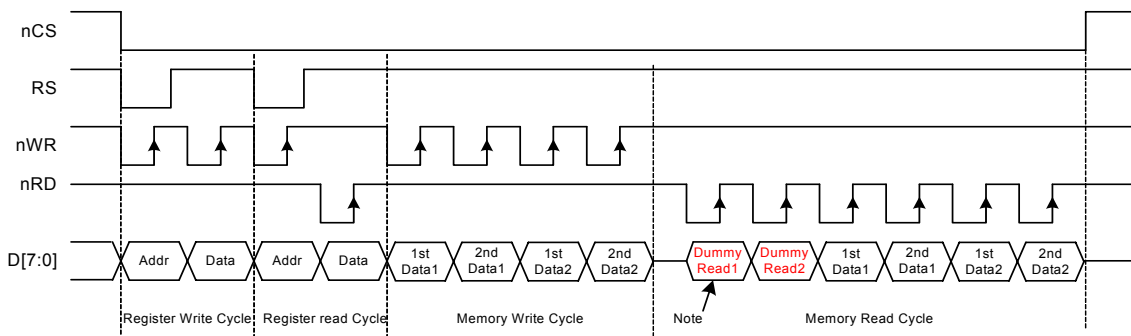 nCS
RS
nWR
nRD
D[7:0]
Addr
Data
Addr
Data
1st
Data1
2nd
Data1
1st
Data2
2nd
Data2
Dummy
Read1
Dummy
Read2
1st
Data1
2nd
Data1
1st
Data2
2nd
Data2
Register Write Cycle
Register read Cycle
Memory Write Cycle
Note
Memory Read Cycle